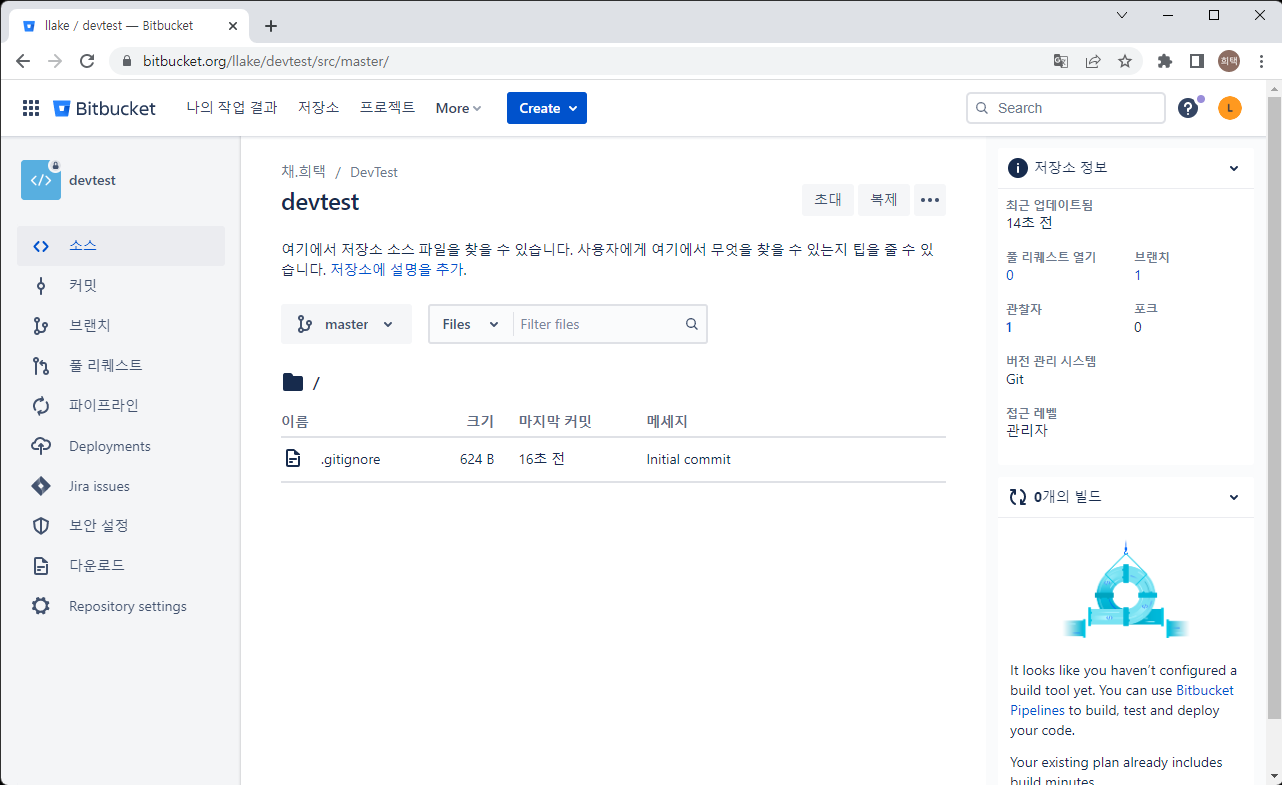 llake / devtest — Bitbucket
bitbucket.org/llake/devtest/src/master/
희택
Bitbucket
나의 작업 결과
저장소
프로젝트
More
Create
Search
L
devtest
소스
커밋
브랜치
풀 리퀘스트
파이프라인
Deployments
Jira issues
보안 설정
다운로드
Repository settings
채.희택 / DevTest
devtest
초대
복제
여기에서 저장소 소스 파일을 찾을 수 있습니다. 사용자에게 여기에서 무엇을 찾을 수 있는지 팁을 줄 수 있
습니다. 저장소에 설명을 추가.
master
Files
Filter files
/
이름 크기 마지막 커밋 메세지
.gitignore 624 B 16초 전 Initial commit
저장소 정보
최근 업데이트됨
14초 전
풀 리퀘스트 열기 브랜치
0 1
관찰자 포크
1 0
버전 관리 시스템
Git
접근 레벨
관리자
0개의 빌드
It looks like you haven't configured a
build tool yet. You can use Bitbucket
Pipelines to build, test and deploy
your code.
Your existing plan already includes
build minutes.